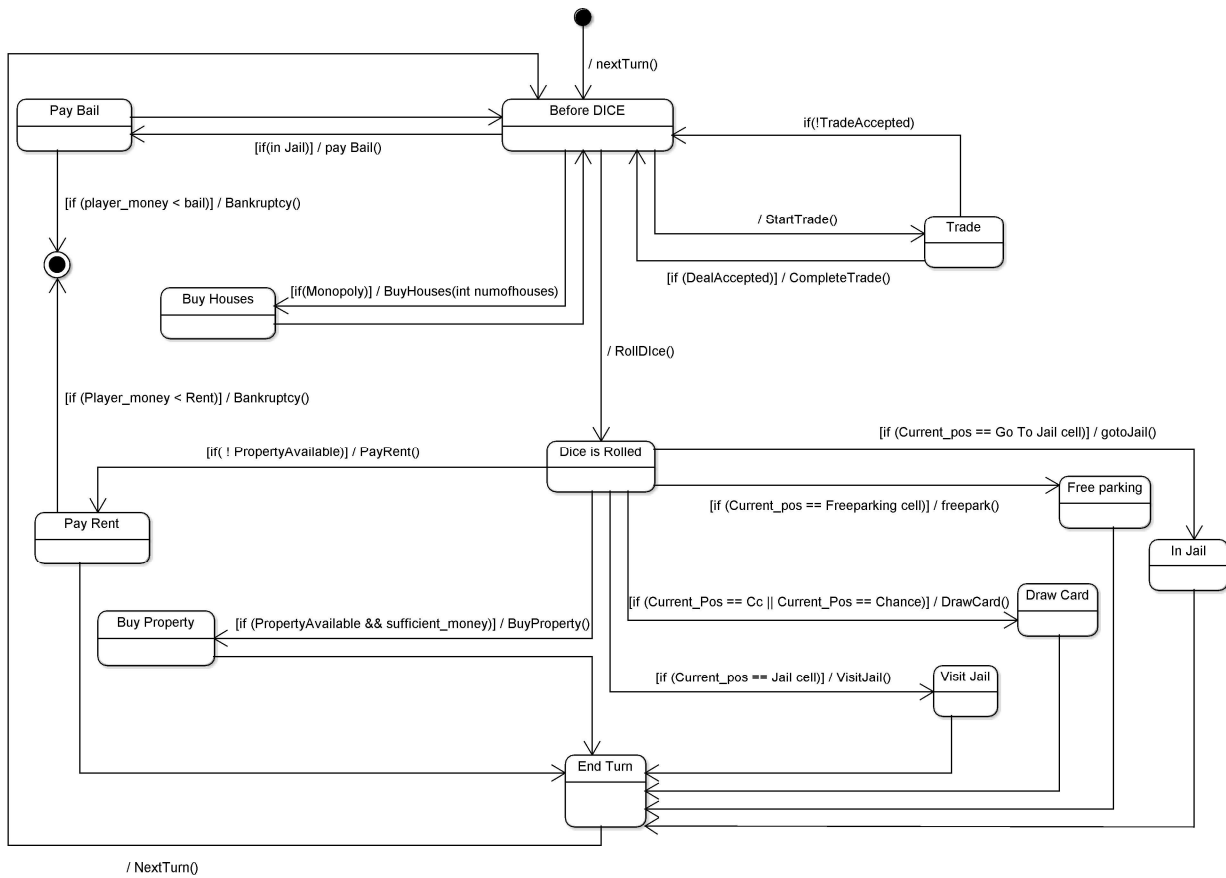 / nextTurn()
Pay Bail
Before DICE
if(!TradeAccepted)
[if(in Jail)] / pay Bail()
[if (player_money < bail)] / Bankruptcy()
/ StartTrade()
Trade
[if (DealAccepted)] / CompleteTrade()
Buy Houses
[if(Monopoly)] / BuyHouses(int numofhouses)
/ RollDIce()
[if (Player_money < Rent)] / Bankruptcy()
[if (Current_pos == Go To Jail cell)] / gotoJail()
[if( ! PropertyAvailable)] / PayRent()
Dice is Rolled
Free parking
[if (Current_pos == Freeparking cell)] / freepark()
Pay Rent
In Jail
Draw Card
[if (Current_Pos == Cc || Current_Pos == Chance)] / DrawCard()
Buy Property
[if (PropertyAvailable && sufficient_money)] / BuyProperty()
[if (Current_pos == Jail cell)] / VisitJail()
Visit Jail
End Turn
/ NextTurn()